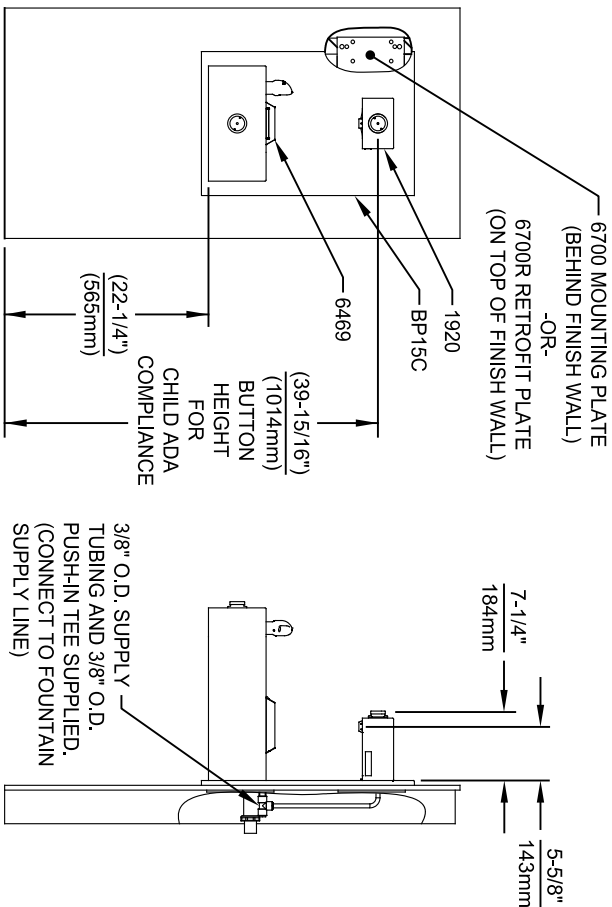 6700 MOUNTING PLATE
(BEHIND FINISH WALL)
-OR-
6700R RETROFIT PLATE
(ON TOP OF FINISH WALL)
1920
BP15C
6469
(22-1/4")
(565mm)
(39-15/16")
(1014mm)
BUTTON
HEIGHT
FOR
CHILD ADA
COMPLIANCE
7-1/4"
184mm
5-5/8"
143mm
3/8" O.D. SUPPLY
TUBING AND 3/8" O.D.
PUSH-IN TEE SUPPLIED.
(CONNECT TO FOUNTAIN
SUPPLY LINE)